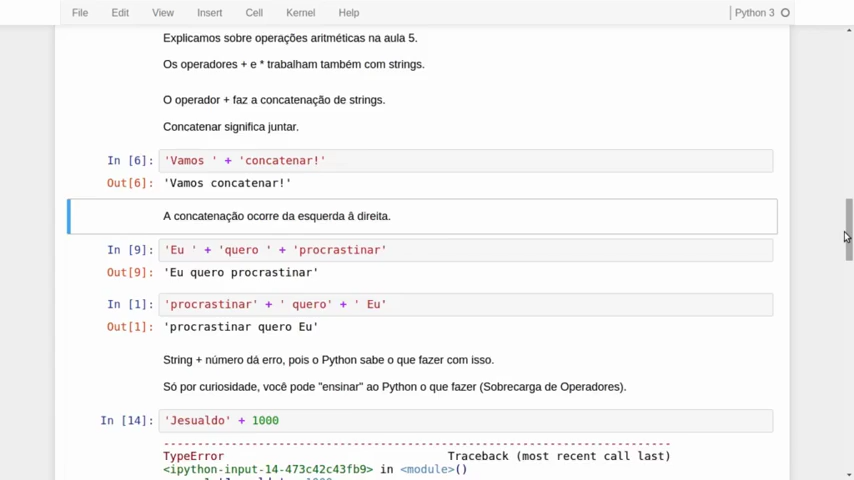 File Edit View Insert Cell Kernel Help Python 3
Explicamos sobre operações aritméticas na aula 5.
Os operadores + e * trabalham também com strings.
O operador + faz a concatenação de strings.
Concatenar significa juntar.
In [6]: 'Vamos ' + 'concatenar!'
Out[6]: 'Vamos concatenar!'
A concatenação ocorre da esquerda â direita.
In [9]: 'Eu ' + 'quero ' + 'procrastinar'
Out[9]: 'Eu quero procrastinar'
In [1]: 'procrastinar' + ' quero' + ' Eu'
Out[1]: 'procrastinar quero Eu'
String + número dá erro, pois o Python sabe o que fazer com isso.
Só por curiosidade, você pode "ensinar" ao Python o que fazer (Sobrecarga de Operadores).
In [14]: 'Jesualdo' + 1000
---------------------------------------------------------------------------
TypeError Traceback (most recent call last)
<ipython-input-14-473c42c43fb9> in <module>()